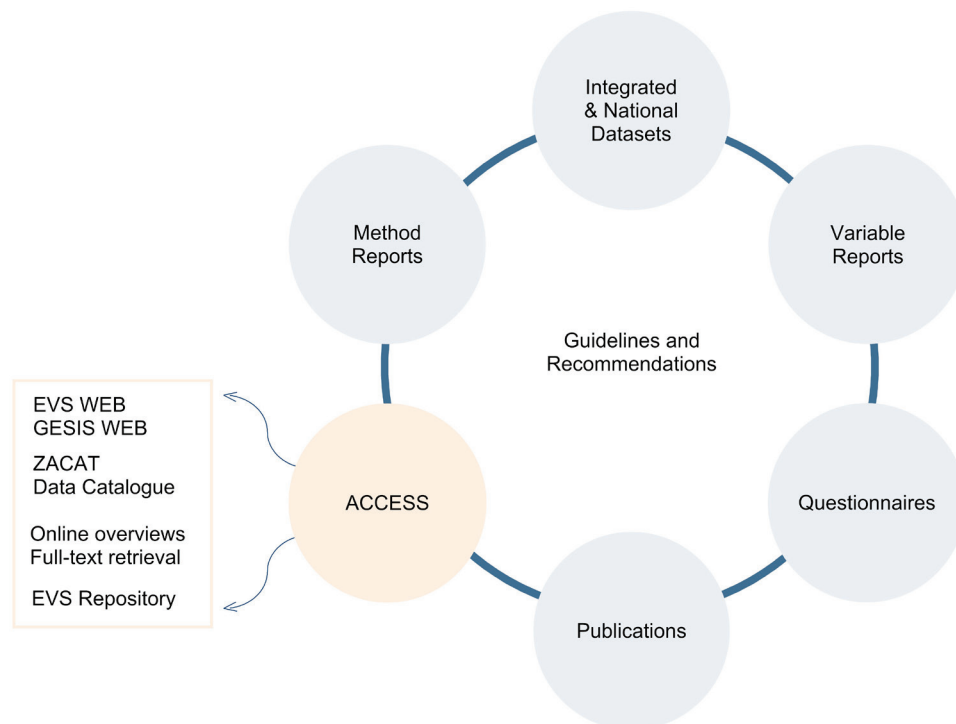 Integrated
& National
Datasets
Method
Reports
Variable
Reports
Guidelines and
Recommendations
EVS WEB
GESIS WEB
ZACAT
Data Catalogue
Online overviews
Full-text retrieval
EVS Repository
ACCESS
Questionnaires
Publications